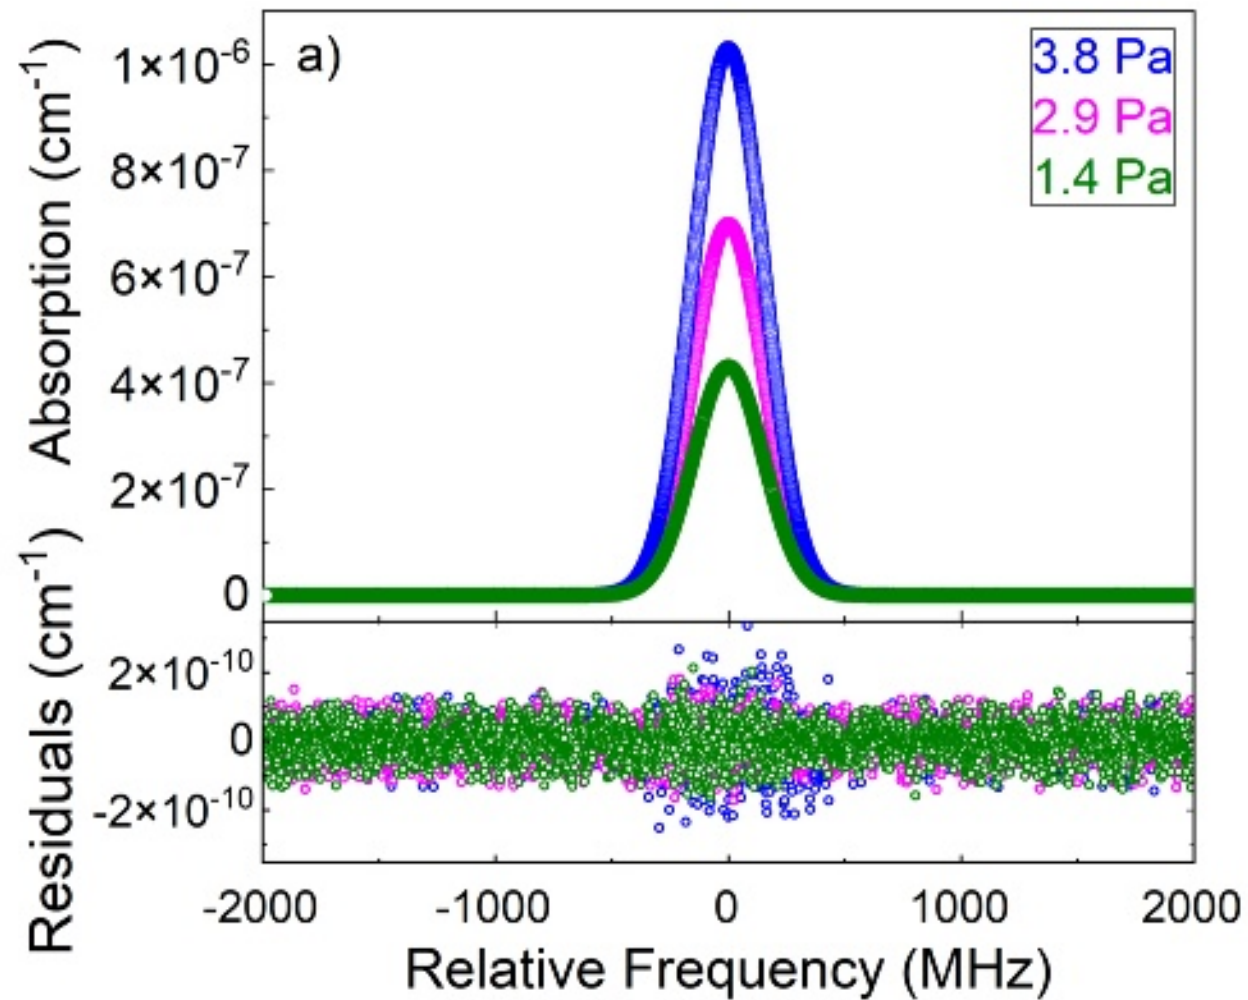 a)
3.8 Pa
2.9 Pa
1.4 Pa
Absorption (cm⁻¹)
1×10⁻⁶
8×10⁻⁷
6×10⁻⁷
4×10⁻⁷
2×10⁻⁷
0
Residuals (cm⁻¹)
2×10⁻¹⁰
0
-2×10⁻¹⁰
-2000 -1000 0 1000 2000
Relative Frequency (MHz)